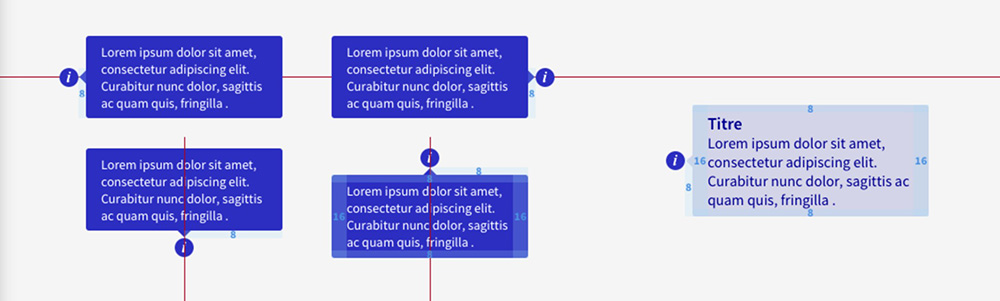 Lorem ipsum dolor sit amet,
consectetur adipiscing elit.
Curabitur nunc dolor, sagittis
ac quam quis, fringilla .
i
8
Lorem ipsum dolor sit amet,
consectetur adipiscing elit.
Curabitur nunc dolor, sagittis
ac quam quis, fringilla .
i
8
Lorem ipsum dolor sit amet,
consectetur adipiscing elit.
Curabitur nunc dolor, sagittis
ac quam quis, fringilla .
8
i
i
8
8
Lorem ipsum dolor sit amet,
consectetur adipiscing elit.
16
16
Curabitur nunc dolor, sagittis
ac quam quis, fringilla .
8
8
Titre
Lorem ipsum dolor sit amet,
i
16
consectetur adipiscing elit.
16
8
Curabitur nunc dolor, sagittis ac
quam quis, fringilla .
8